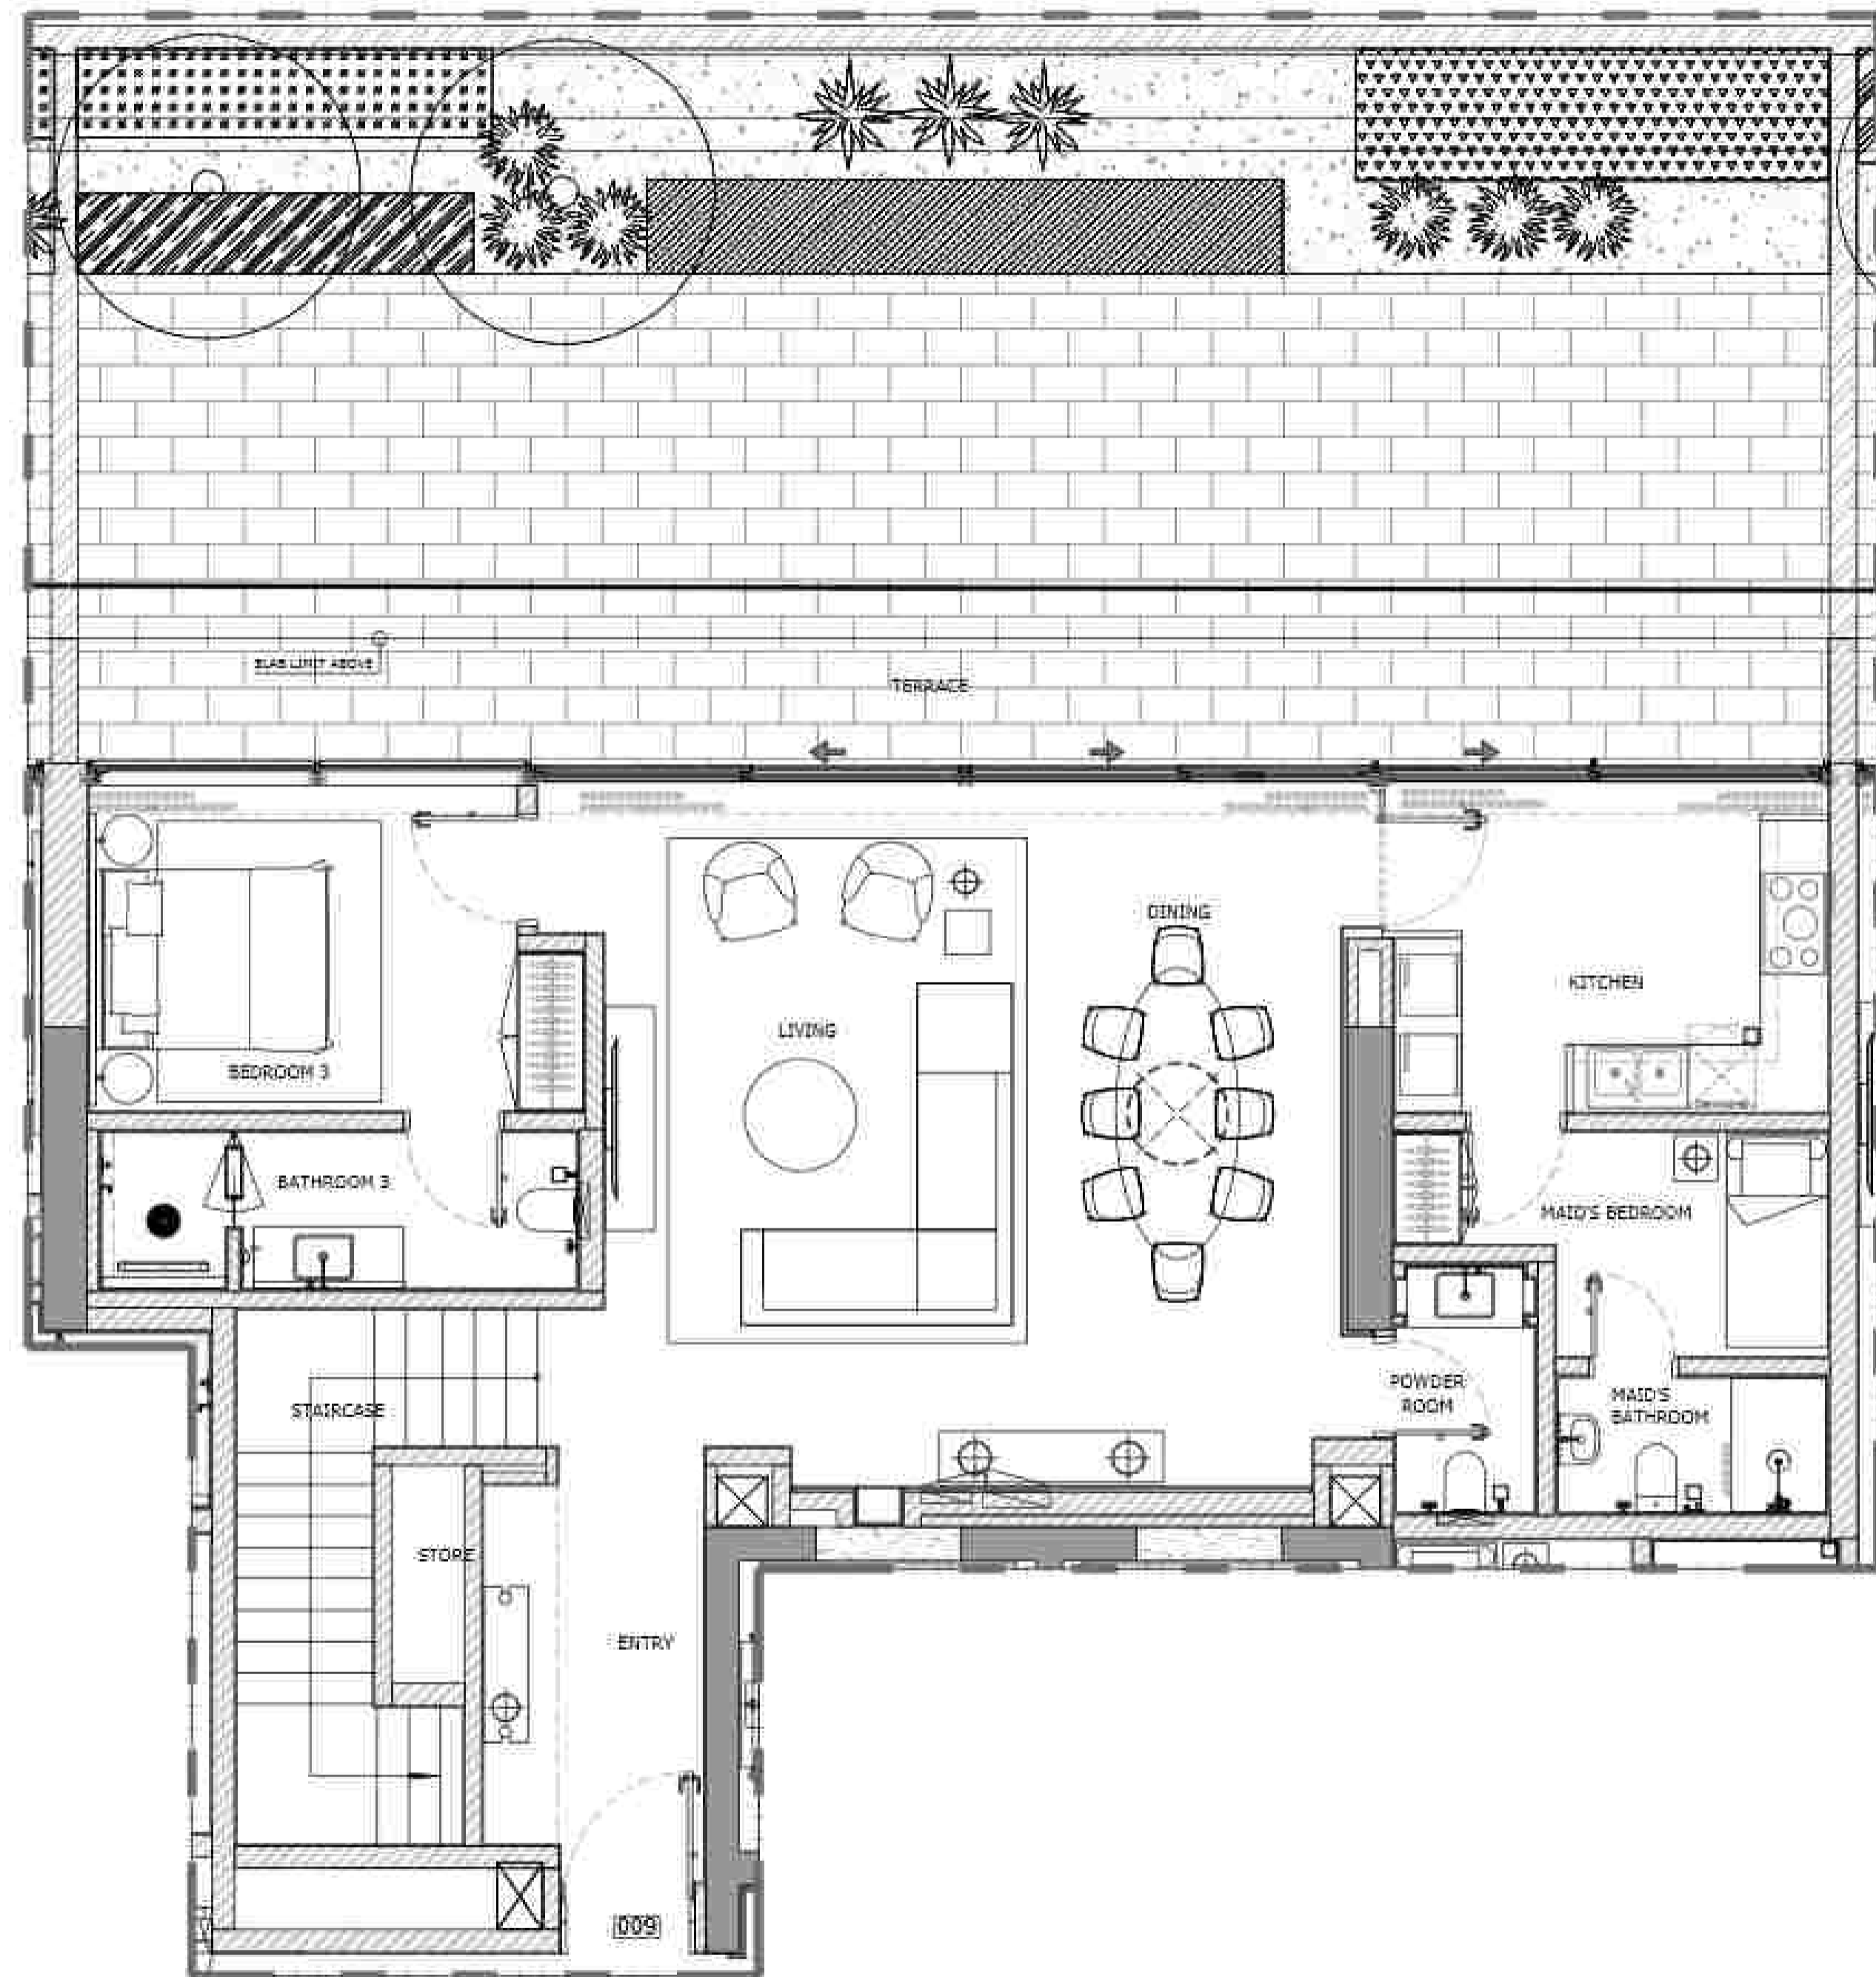 SLAB LIMIT ABOVE
TERRACE
DINING
KITCHEN
LIVING
BEDROOM 3
BATHROOM 3
MAID'S BEDROOM
STAIRCASE
POWDER
ROOM
MAID'S
BATHROOM
STORE
ENTRY
009